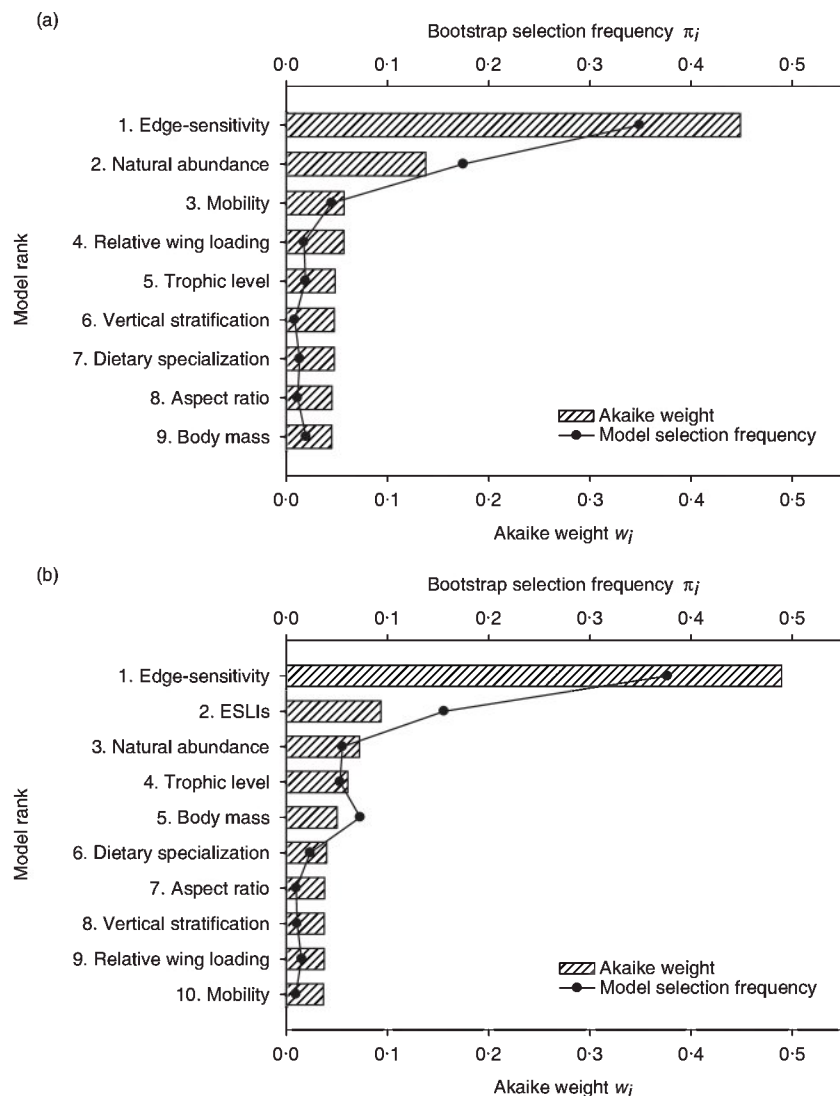 (a)
Bootstrap selection frequency πi
0·0 0·1 0·2 0·3 0·4 0·5
1. Edge-sensitivity
2. Natural abundance
3. Mobility
4. Relative wing loading
5. Trophic level
6. Vertical stratification
7. Dietary specialization
8. Aspect ratio
9. Body mass
Model rank
Akaike weight
Model selection frequency
0·0 0·1 0·2 0·3 0·4 0·5
Akaike weight wi
(b)
Bootstrap selection frequency πi
0·0 0·1 0·2 0·3 0·4 0·5
1. Edge-sensitivity
2. ESLIs
3. Natural abundance
4. Trophic level
5. Body mass
6. Dietary specialization
7. Aspect ratio
8. Vertical stratification
9. Relative wing loading
10. Mobility
Model rank
Akaike weight
Model selection frequency
0·0 0·1 0·2 0·3 0·4 0·5
Akaike weight wi